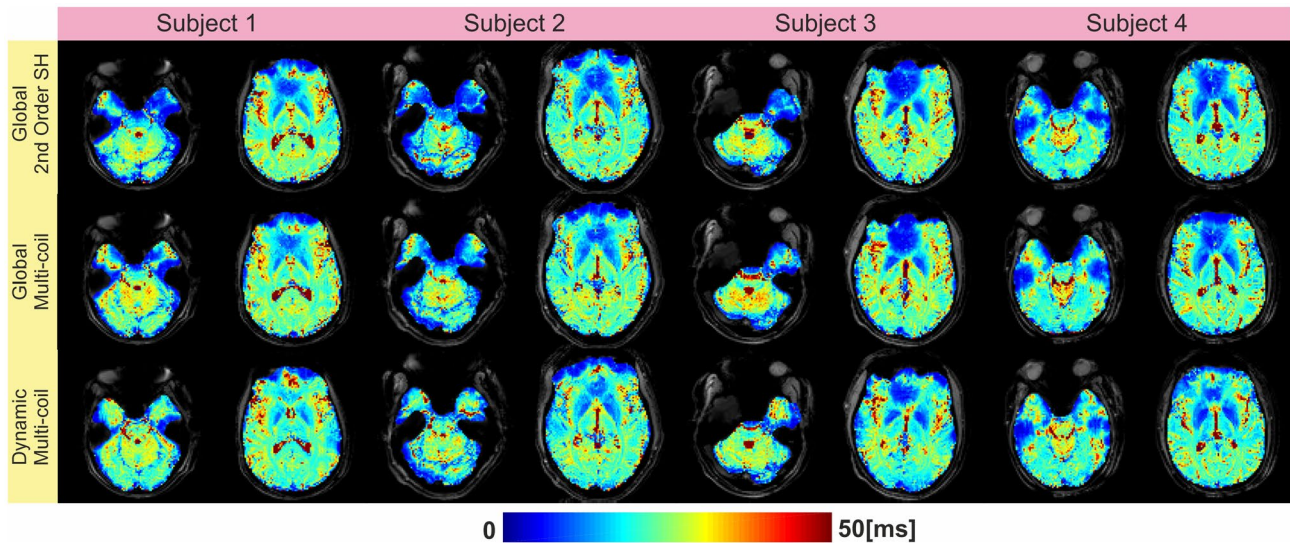 Subject 1
Subject 2
Subject 3
Subject 4
Global
2nd Order SH
Global
Multi-coil
Dynamic
Multi-coil
0
50[ms]